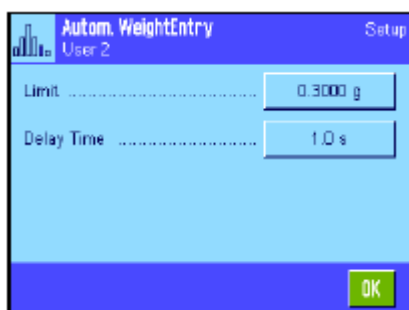 Autom. WeightEntry
Setup
User 2
Limit ........................................ 0.3000 g
Delay Time ............................. 1.0 s
OK